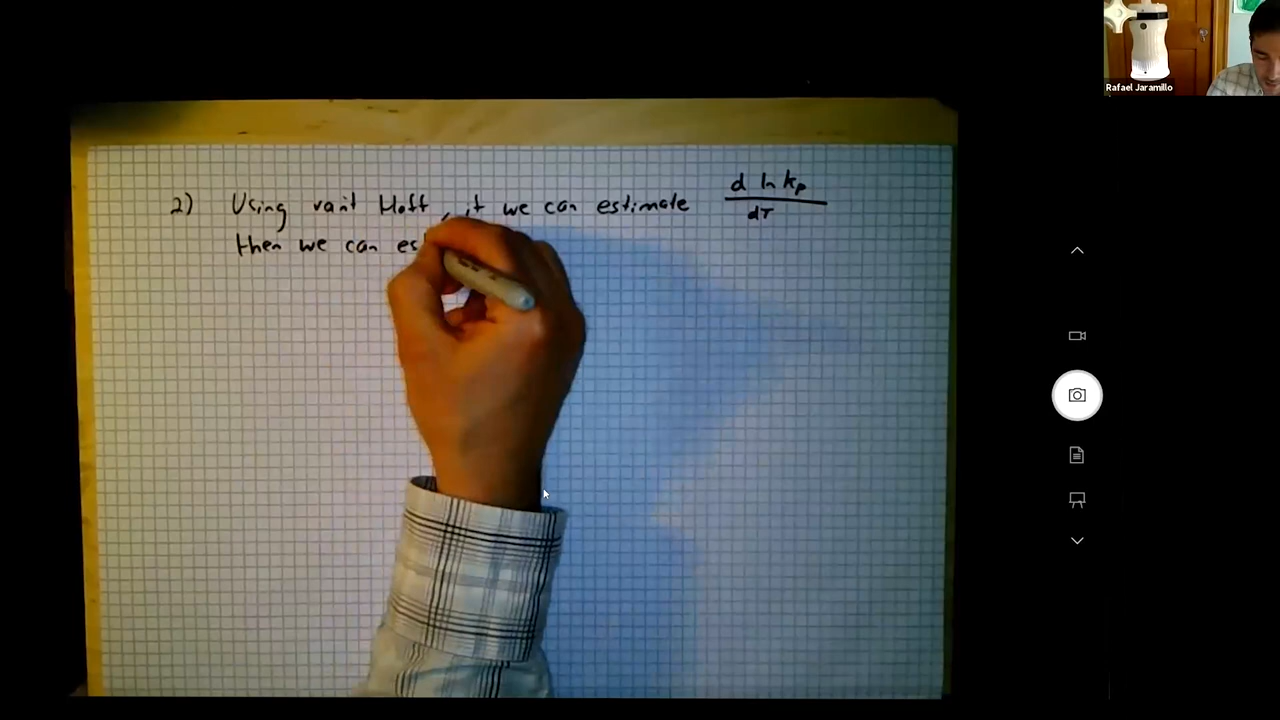 Rafael Jaramillo
2) Using van't Hoff, if we can estimate d ln kp / dT
then we can es